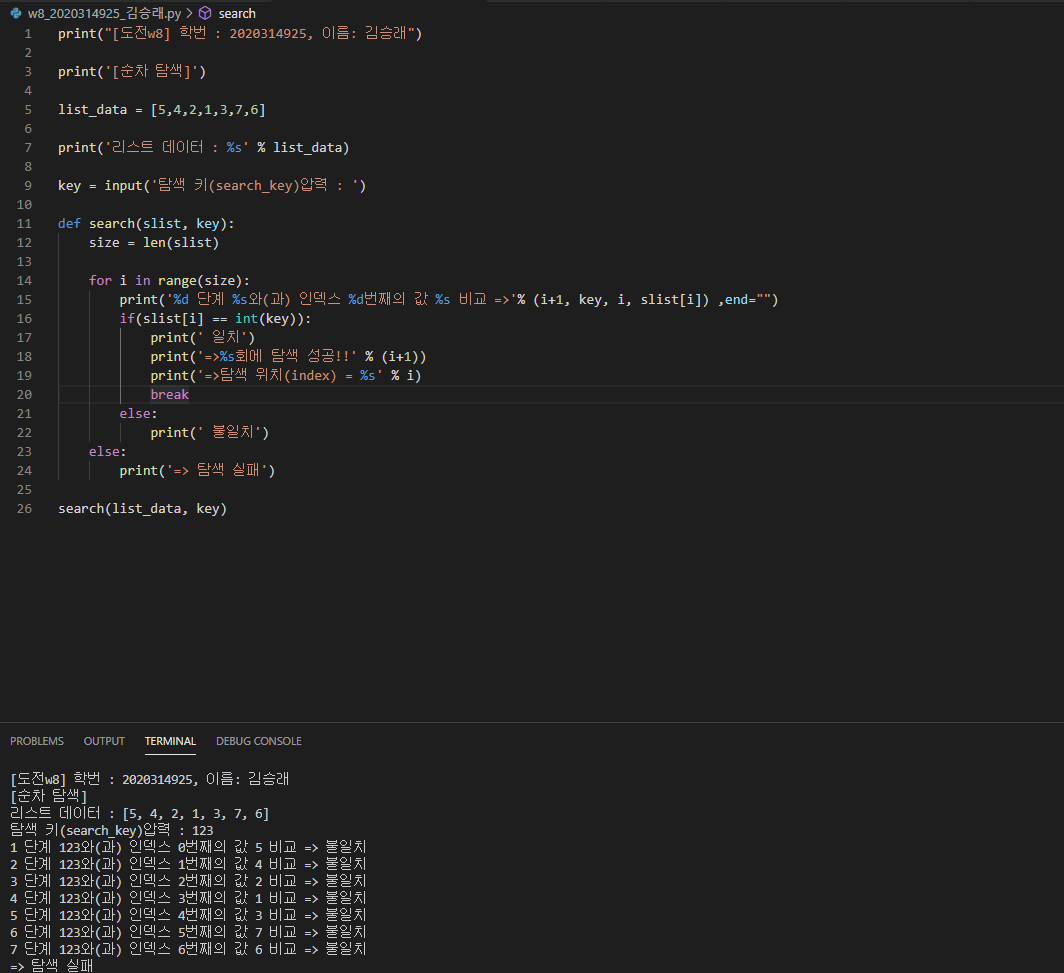 w8_2020314925_김승래.py > search
1 print("[도전w8] 학번 : 2020314925, 이름: 김승래")
2
3 print('[순차 탐색]')
4
5 list_data = [5,4,2,1,3,7,6]
6
7 print('리스트 데이터 : %s' % list_data)
8
9 key = input('탐색 키(search_key)압력 : ')
10
11 def search(slist, key):
12     size = len(slist)
13
14     for i in range(size):
15         print('%d 단계 %s와(과) 인덱스 %d번째의 값 %s 비교 =>'% (i+1, key, i, slist[i]) ,end="")
16         if(slist[i] == int(key)):
17             print(' 일치')
18             print('=>%s회에 탐색 성공!!' % (i+1))
19             print('=>탐색 위치(index) = %s' % i)
20             break
21         else:
22             print(' 불일치')
23     else:
24         print('=> 탐색 실패')
25
26 search(list_data, key)
PROBLEMS OUTPUT TERMINAL DEBUG CONSOLE
[도전w8] 학번 : 2020314925, 이름: 김승래
[순차 탐색]
리스트 데이터 : [5, 4, 2, 1, 3, 7, 6]
탐색 키(search_key)압력 : 123
1 단계 123와(과) 인덱스 0번째의 값 5 비교 => 불일치
2 단계 123와(과) 인덱스 1번째의 값 4 비교 => 불일치
3 단계 123와(과) 인덱스 2번째의 값 2 비교 => 불일치
4 단계 123와(과) 인덱스 3번째의 값 1 비교 => 불일치
5 단계 123와(과) 인덱스 4번째의 값 3 비교 => 불일치
6 단계 123와(과) 인덱스 5번째의 값 7 비교 => 불일치
7 단계 123와(과) 인덱스 6번째의 값 6 비교 => 불일치
=> 탐색 실패